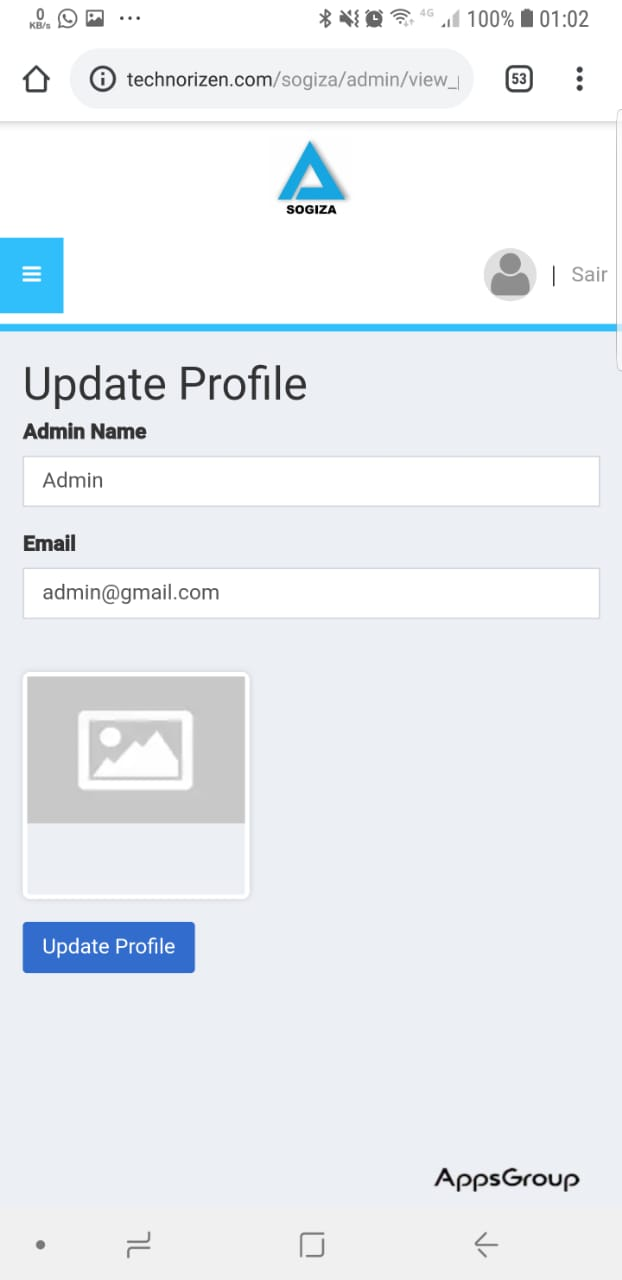 0
KB/s
4G 100% 01:02
technorizen.com/sogiza/admin/view_
53
SOGIZA
| Sair
Update Profile
Admin Name
Admin
Email
admin@gmail.com
Update Profile
AppsGroup